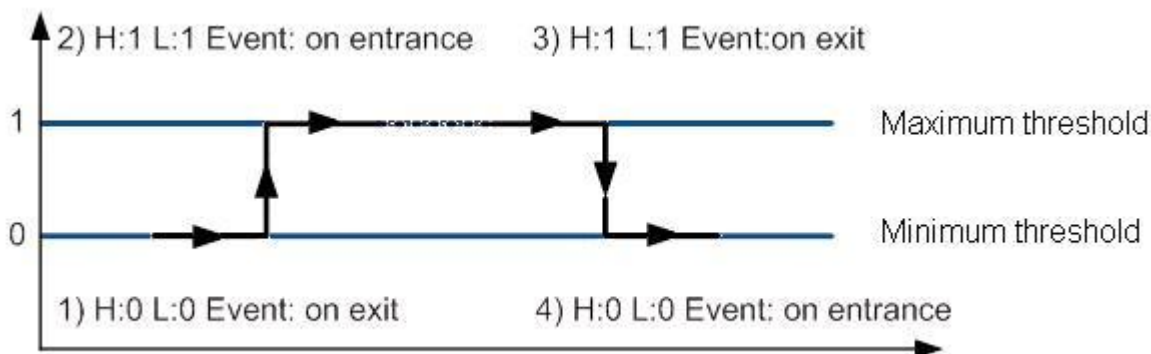 2) H:1 L:1 Event: on entrance
3) H:1 L:1 Event:on exit
1
Maximum threshold
0
Minimum threshold
1) H:0 L:0 Event: on exit
4) H:0 L:0 Event: on entrance